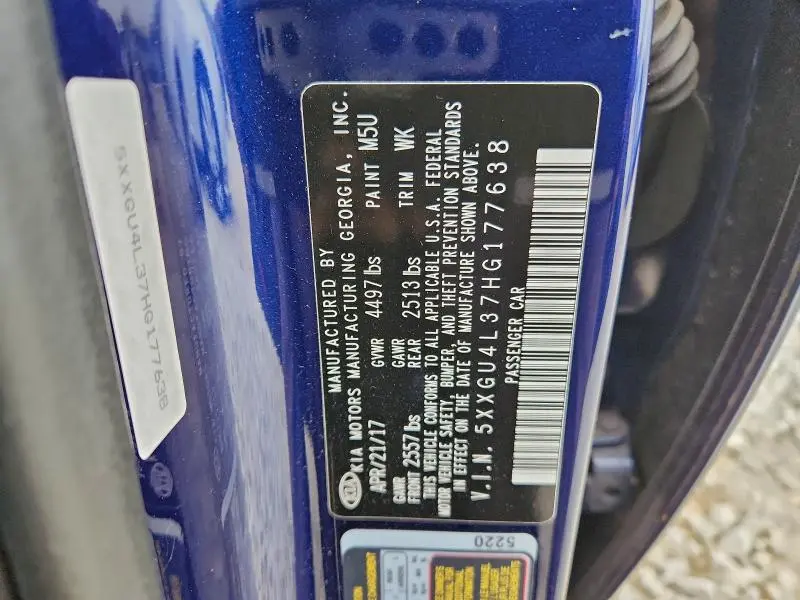 MANUFACTURED BY
KIA KIA MOTORS MANUFACTURING GEORGIA, INC.
APR/21/17 GVWR 4497 lbs PAINT M5U
GAWR FRONT 2557 lbs GAWR REAR 2513 lbs TRIM WK
THIS VEHICLE CONFORMS TO ALL APPLICABLE U.S.A. FEDERAL
MOTOR VEHICLE SAFETY, BUMPER, AND THEFT PREVENTION STANDARDS
IN EFFECT ON THE DATE OF MANUFACTURE SHOWN ABOVE.
V.I.N. 5XXGU4L37HG177638
PASSENGER CAR
5XXGU4L37HG177638
5220